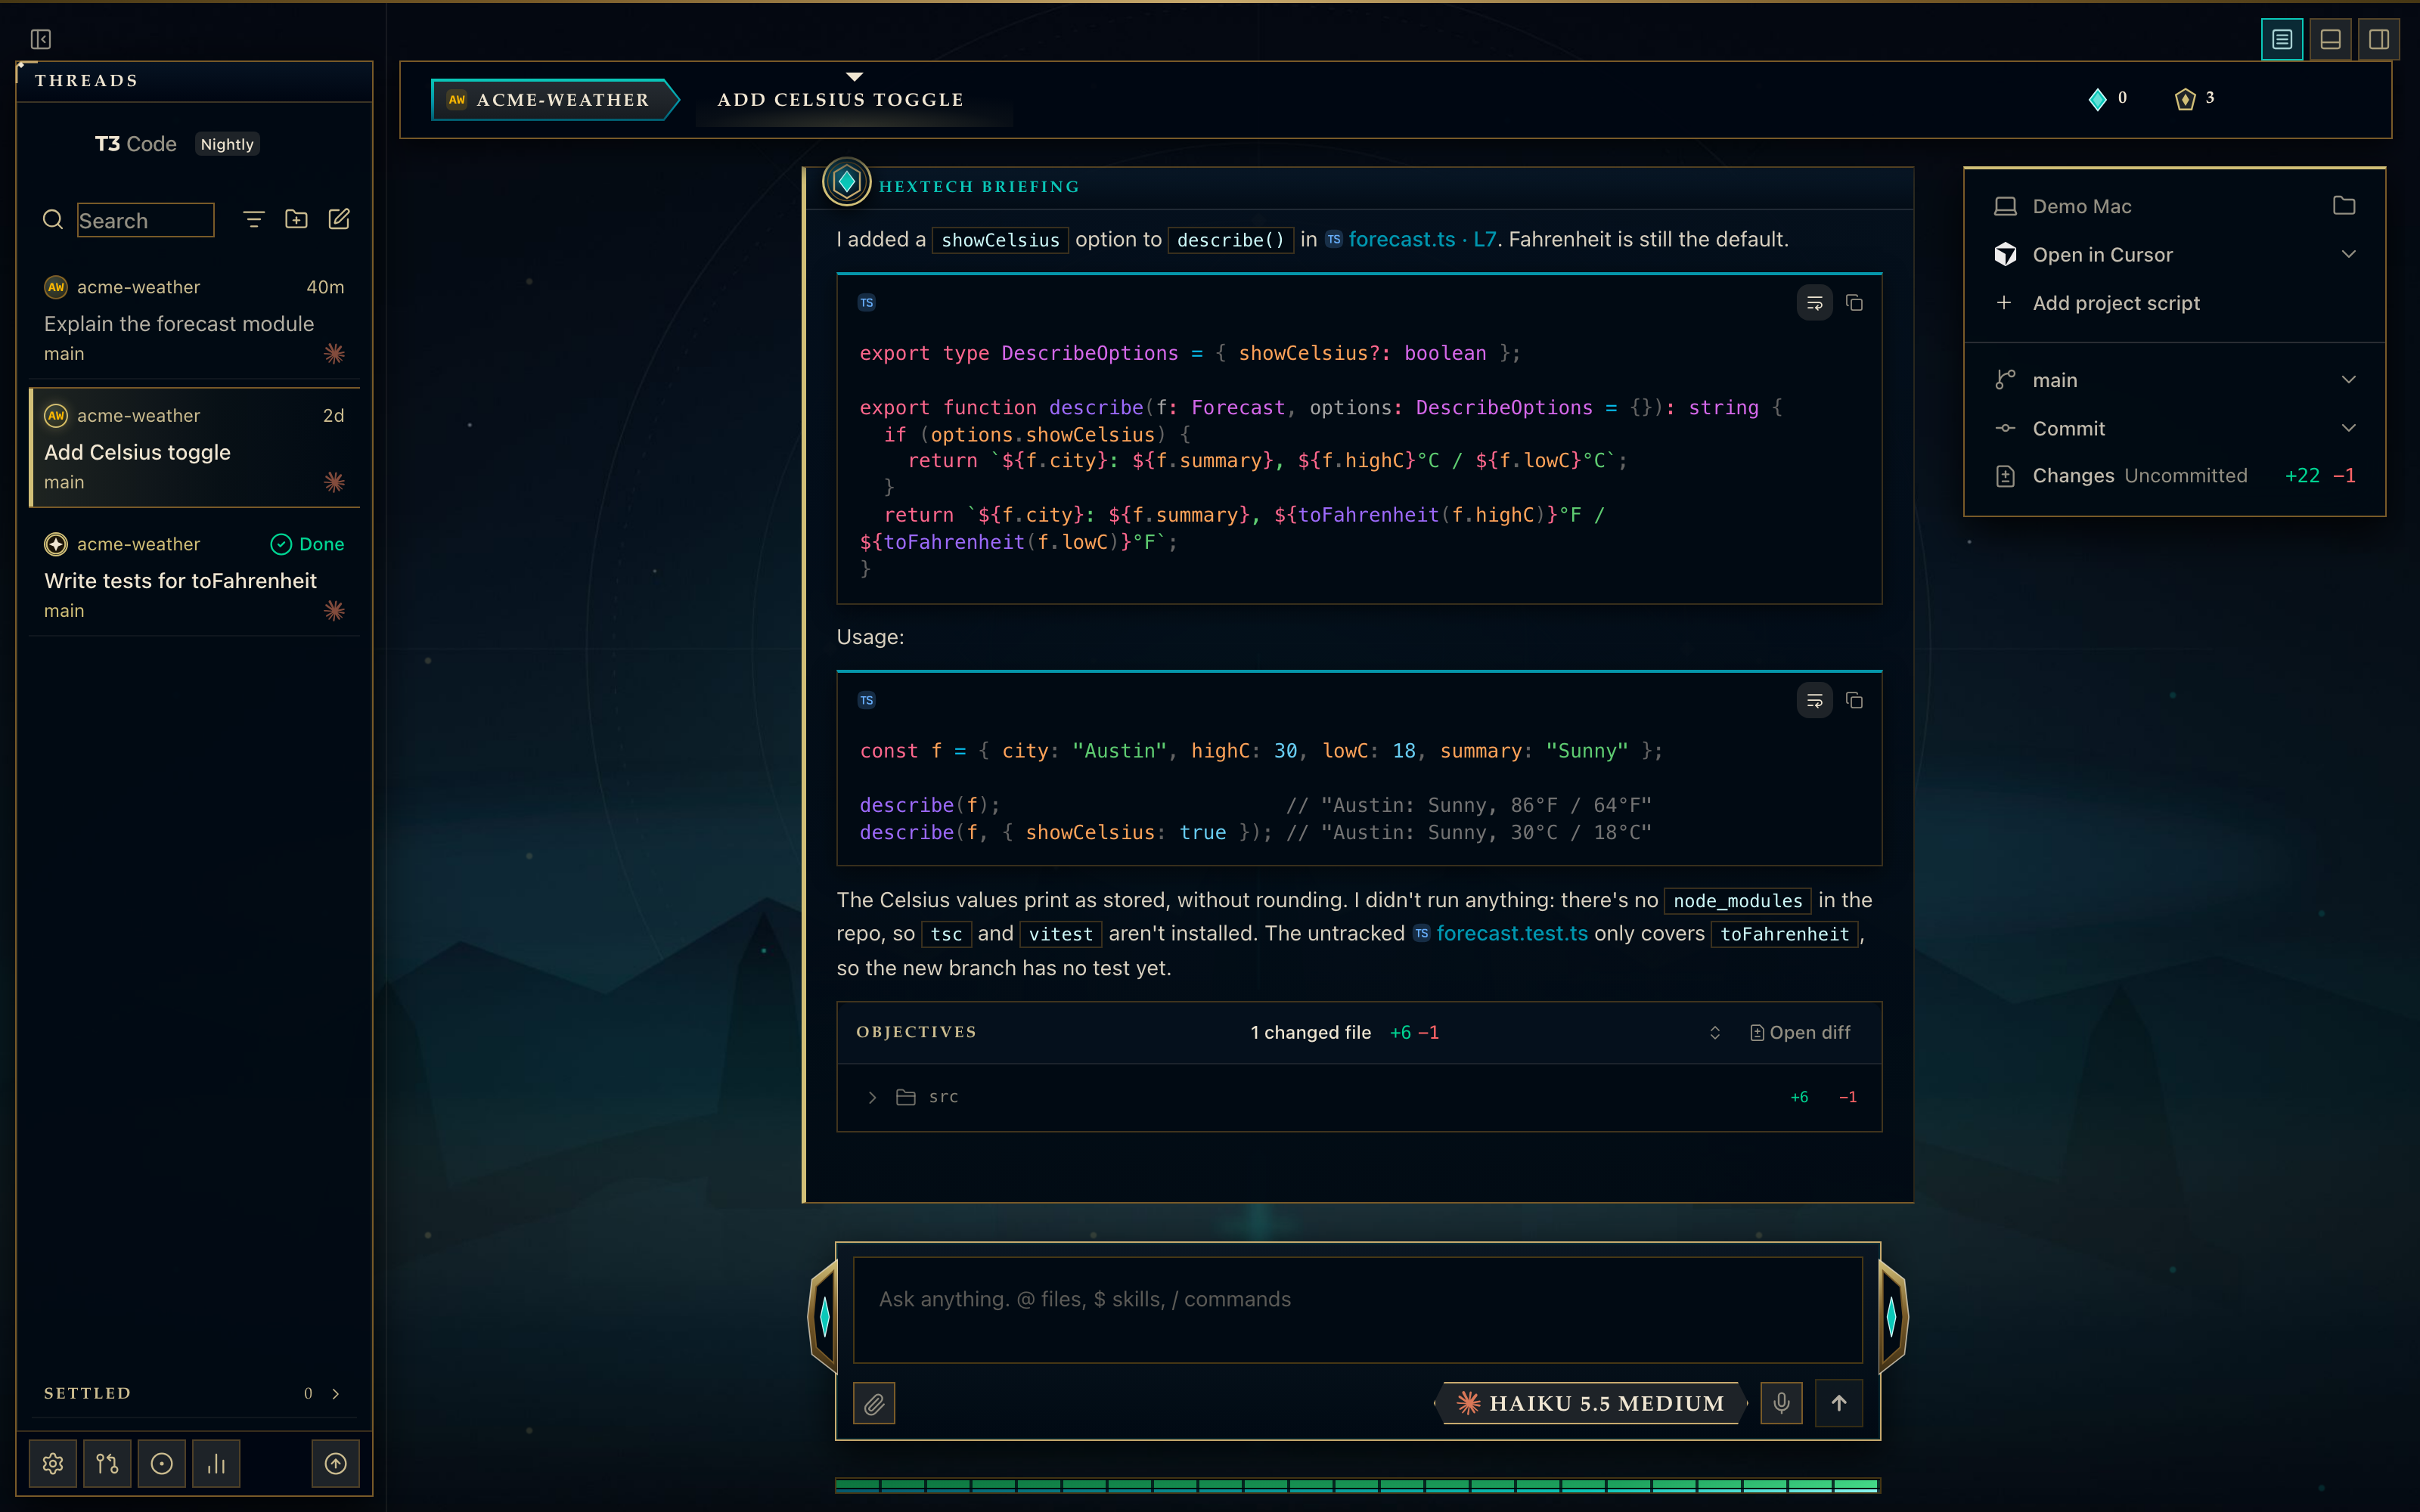 THREADS
T3 Code Nightly
Search
AW acme-weather 40m
Explain the forecast module
main
AW acme-weather 2d
Add Celsius toggle
main
acme-weather Done
Write tests for toFahrenheit
main
SETTLED 0
AW ACME-WEATHER ADD CELSIUS TOGGLE 0 3
HEXTECH BRIEFING
I added a showCelsius option to describe() in TS forecast.ts · L7. Fahrenheit is still the default.
TS
export type DescribeOptions = { showCelsius?: boolean };
export function describe(f: Forecast, options: DescribeOptions = {}): string {
if (options.showCelsius) {
return `${f.city}: ${f.summary}, ${f.highC}°C / ${f.lowC}°C`;
}
return `${f.city}: ${f.summary}, ${toFahrenheit(f.highC)}°F /
${toFahrenheit(f.lowC)}°F`;
}
Usage:
TS
const f = { city: "Austin", highC: 30, lowC: 18, summary: "Sunny" };
describe(f); // "Austin: Sunny, 86°F / 64°F"
describe(f, { showCelsius: true }); // "Austin: Sunny, 30°C / 18°C"
The Celsius values print as stored, without rounding. I didn't run anything: there's no node_modules in the
repo, so tsc and vitest aren't installed. The untracked TS forecast.test.ts only covers toFahrenheit,
so the new branch has no test yet.
OBJECTIVES 1 changed file +6 −1 Open diff
src +6 −1
Ask anything. @ files, $ skills, / commands
HAIKU 5.5 MEDIUM
Demo Mac
Open in Cursor
Add project script
main
Commit
Changes Uncommitted +22 −1